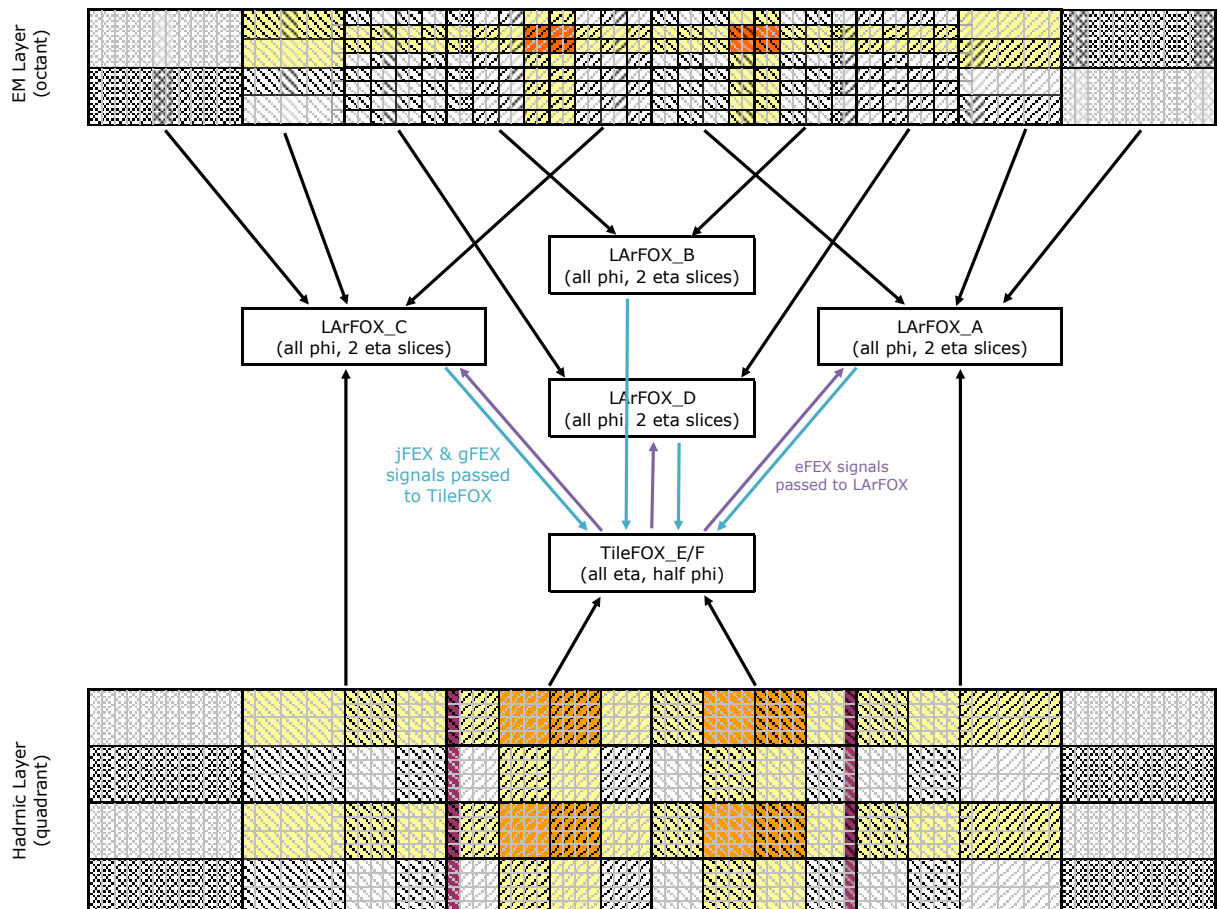 EM Layer
(octant)
LArFOX_B
(all phi, 2 eta slices)
LArFOX_C
(all phi, 2 eta slices)
LArFOX_A
(all phi, 2 eta slices)
LArFOX_D
(all phi, 2 eta slices)
jFEX & gFEX
signals passed
to TileFOX
eFEX signals
passed to LArFOX
TileFOX_E/F
(all eta, half phi)
Hadrnic Layer
(quadrant)